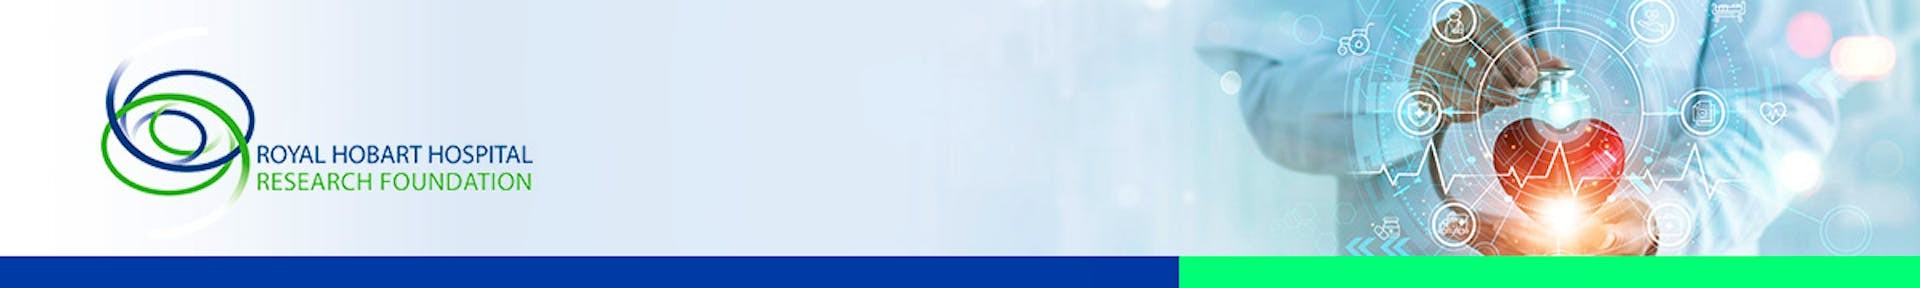 ROYAL HOBART HOSPITAL
RESEARCH FOUNDATION